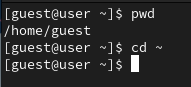 [guest@user ~]$ pwd
/home/guest
[guest@user ~]$ cd ~
[guest@user ~]$